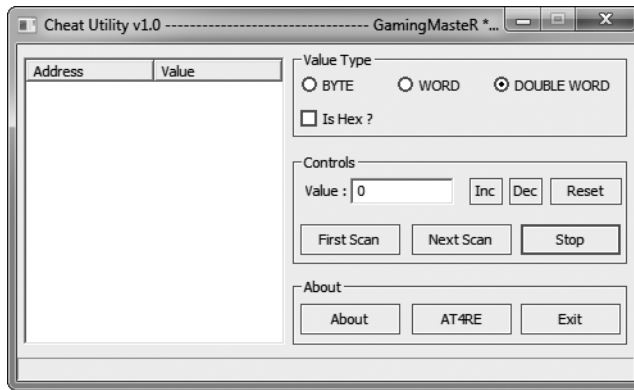 Cheat Utility v1.0 -------------------------------- GamingMasteR *...
Address Value
Value Type
BYTE WORD DOUBLE WORD
Is Hex ?
Controls
Value : 0 Inc Dec Reset
First Scan Next Scan Stop
About
About AT4RE Exit